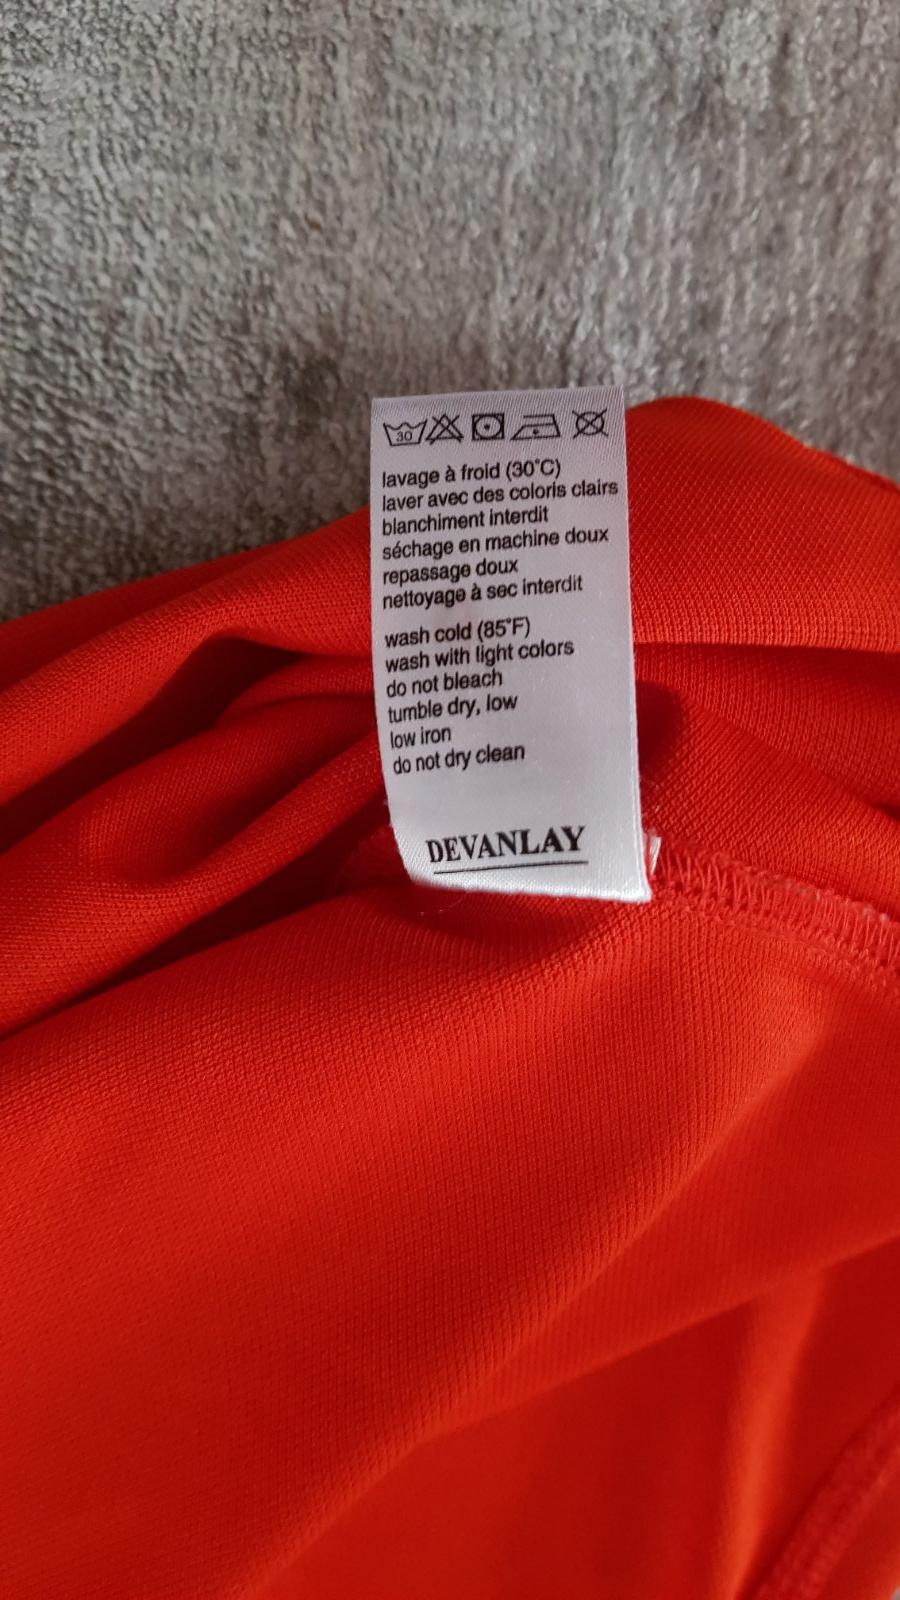 30
lavage à froid (30°C)
laver avec des coloris clairs
blanchiment interdit
séchage en machine doux
repassage doux
nettoyage à sec interdit
wash cold (85°F)
wash with light colors
do not bleach
tumble dry, low
low iron
do not dry clean
DEVANLAY